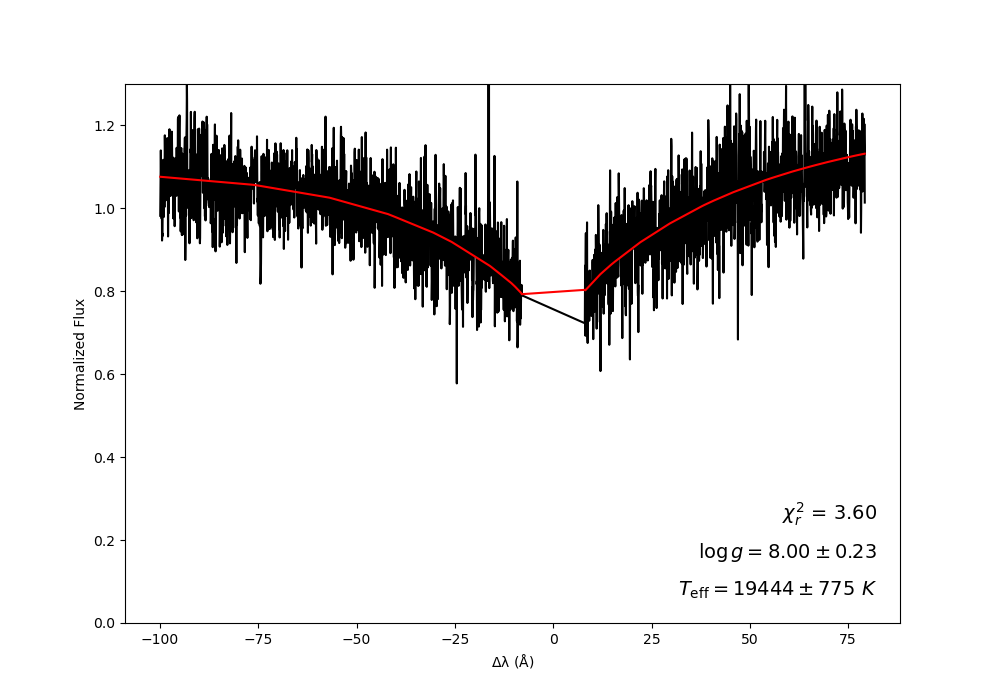 1.2
1.0
0.8
0.6
0.4
0.2
0.0
Normalized Flux
χ²ᵣ = 3.60
log g = 8.00 ± 0.23
T_eff = 19444 ± 775 K
−100 −75 −50 −25 0 25 50 75
Δλ (Å)